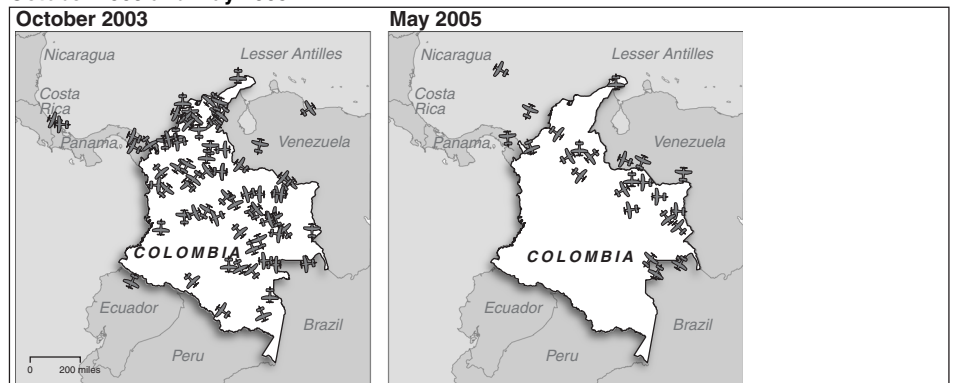 October 2003
Nicaragua
Lesser Antilles
Costa
Rica
Panama
Venezuela
COLOMBIA
Ecuador
Brazil
Peru
0 200 miles
May 2005
Nicaragua
Lesser Antilles
Costa
Rica
Panama
Venezuela
COLOMBIA
Ecuador
Brazil
Peru